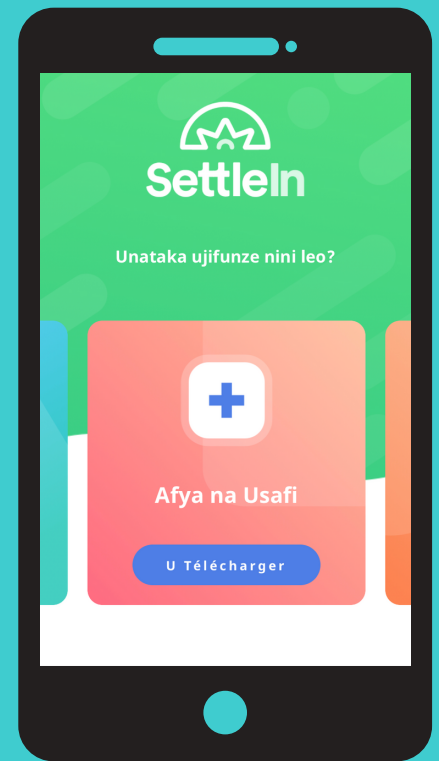 SettleIn
Unataka ujifunze nini leo?
Afya na Usafi
U Télécharger